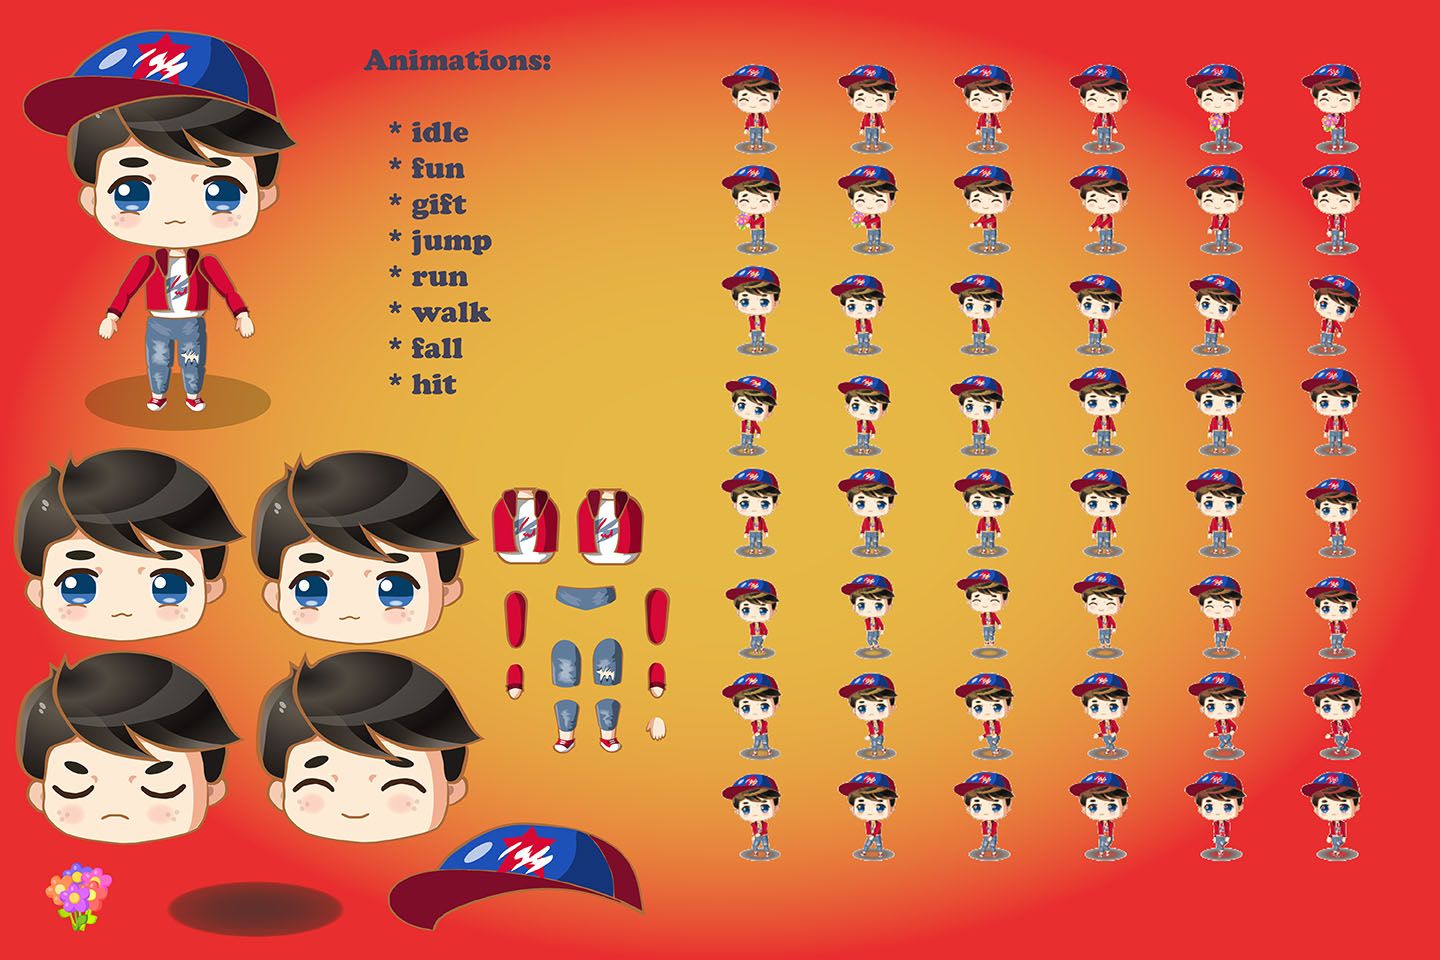 Animations:
* idle
* fun
* gift
* jump
* run
* walk
* fall
* hit